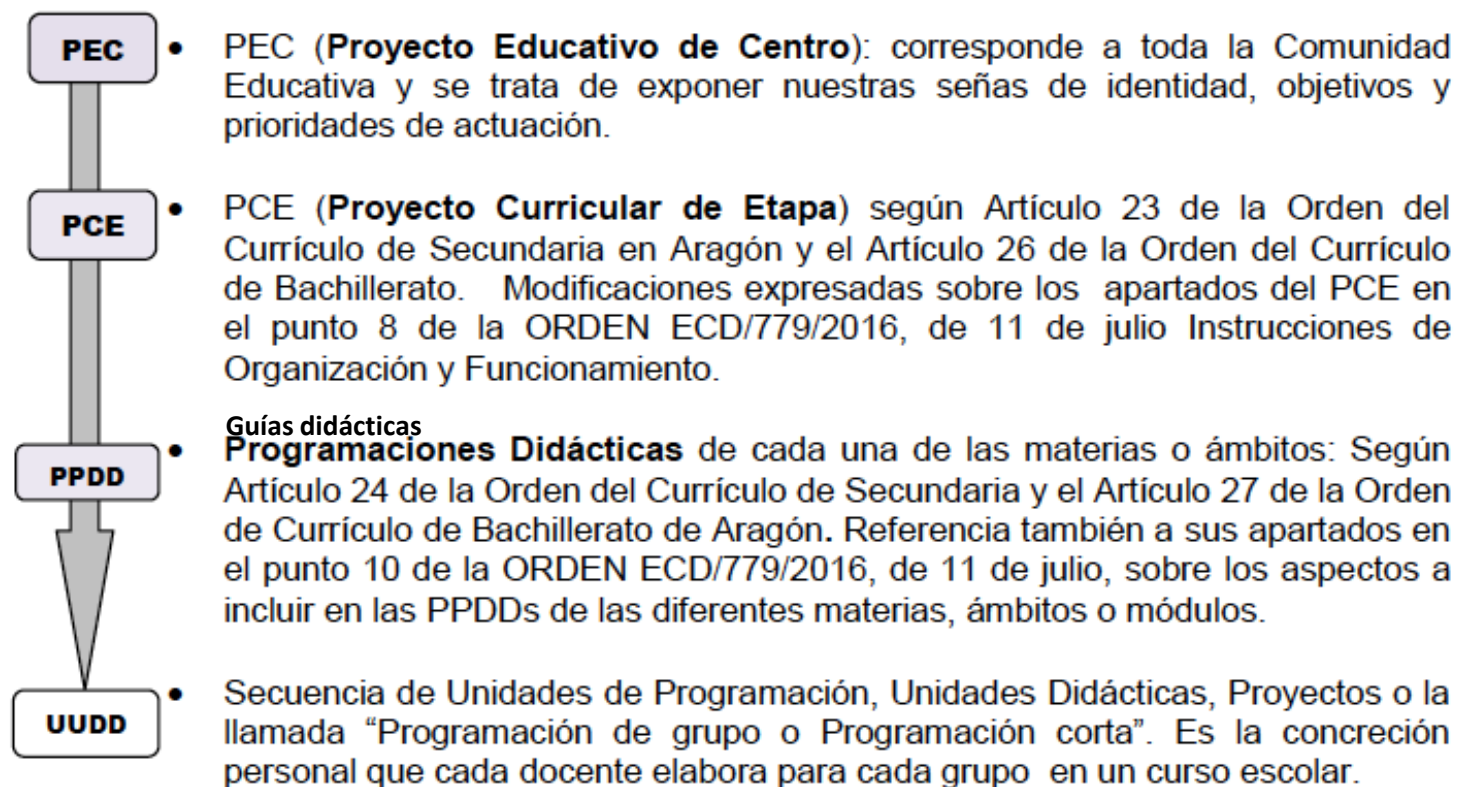 PEC
• PEC (Proyecto Educativo de Centro): corresponde a toda la Comunidad
Educativa y se trata de exponer nuestras señas de identidad, objetivos y
prioridades de actuación.
PCE
• PCE (Proyecto Curricular de Etapa) según Artículo 23 de la Orden del
Currículo de Secundaria en Aragón y el Artículo 26 de la Orden del Currículo
de Bachillerato. Modificaciones expresadas sobre los apartados del PCE en
el punto 8 de la ORDEN ECD/779/2016, de 11 de julio Instrucciones de
Organización y Funcionamiento.
Guías didácticas
PPDD
• Programaciones Didácticas de cada una de las materias o ámbitos: Según
Artículo 24 de la Orden del Currículo de Secundaria y el Artículo 27 de la Orden
de Currículo de Bachillerato de Aragón. Referencia también a sus apartados en
el punto 10 de la ORDEN ECD/779/2016, de 11 de julio, sobre los aspectos a
incluir en las PPDDs de las diferentes materias, ámbitos o módulos.
UUDD
• Secuencia de Unidades de Programación, Unidades Didácticas, Proyectos o la
llamada “Programación de grupo o Programación corta”. Es la concreción
personal que cada docente elabora para cada grupo en un curso escolar.